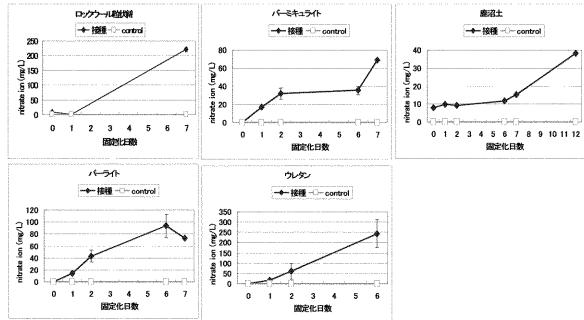 ロックウール粒状綿
接種 control
nitrate ion (mg/L)
250
200
150
100
50
0
0 1 2 3 4 5 6 7
固定化日数
バーミキュライト
接種 control
nitrate ion (mg/L)
80
60
40
20
0
0 1 2 3 4 5 6 7
固定化日数
鹿沼土
接種 control
nitrate ion (mg/L)
40
30
20
10
0
0 1 2 3 4 5 6 7 8 9 10 11 12
固定化日数
パーライト
接種 control
nitrate ion (mg/L)
120
100
80
60
40
20
0
0 1 2 3 4 5 6 7
固定化日数
ウレタン
接種 control
nitrate ion (mg/L)
350
300
250
200
150
100
50
0
0 1 2 3 4 5 6
固定化日数